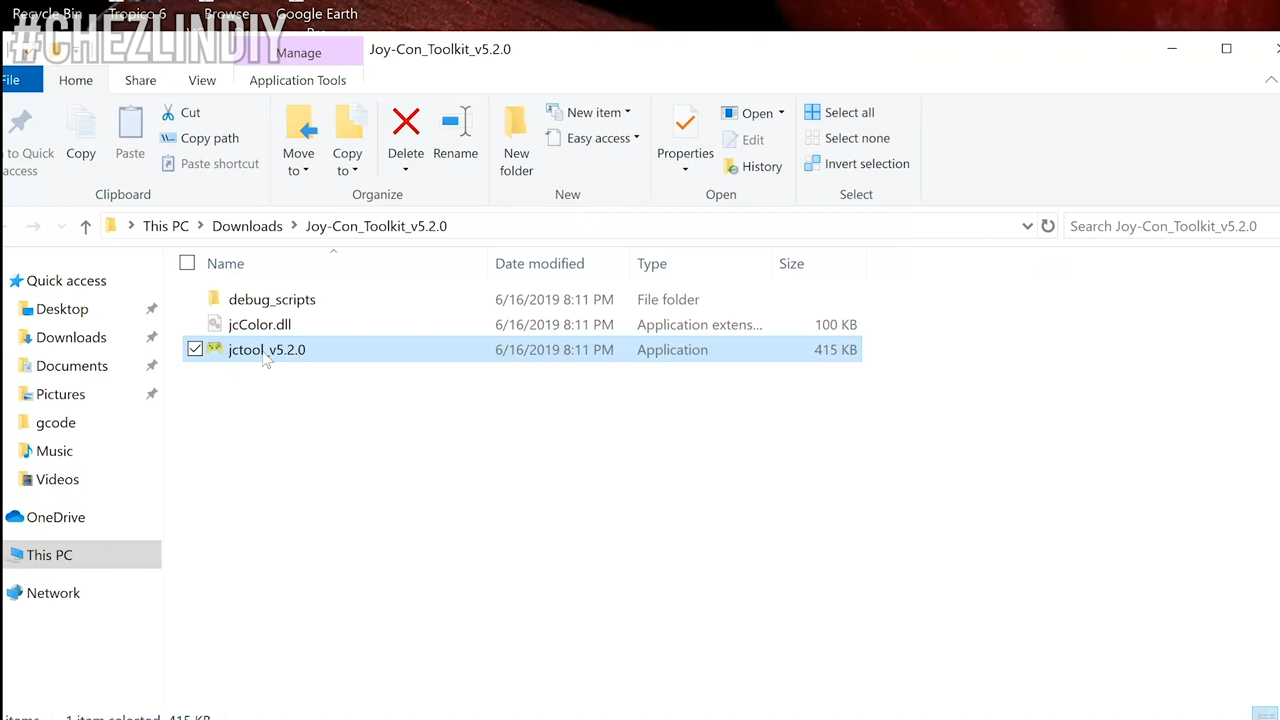 Recycle Bin Tropico 6 Browse Google Earth
#CHEZLINDIY
Manage Joy-Con_Toolkit_v5.2.0
File Home Share View Application Tools
to Quick access
Copy
Paste
Cut
Copy path
Paste shortcut
Clipboard
Move to
Copy to
Delete
Rename
Organize
New folder
New item
Easy access
New
Properties
Open
Edit
History
Open
Select all
Select none
Invert selection
Select
This PC Downloads Joy-Con_Toolkit_v5.2.0 Search Joy-Con_Toolkit_v5.2.0
Name Date modified Type Size
debug_scripts 6/16/2019 8:11 PM File folder
jcColor.dll 6/16/2019 8:11 PM Application extens... 100 KB
jctool_v5.2.0 6/16/2019 8:11 PM Application 415 KB
Quick access
Desktop
Downloads
Documents
Pictures
gcode
Music
Videos
OneDrive
This PC
Network
items 1 item selected 415 KB